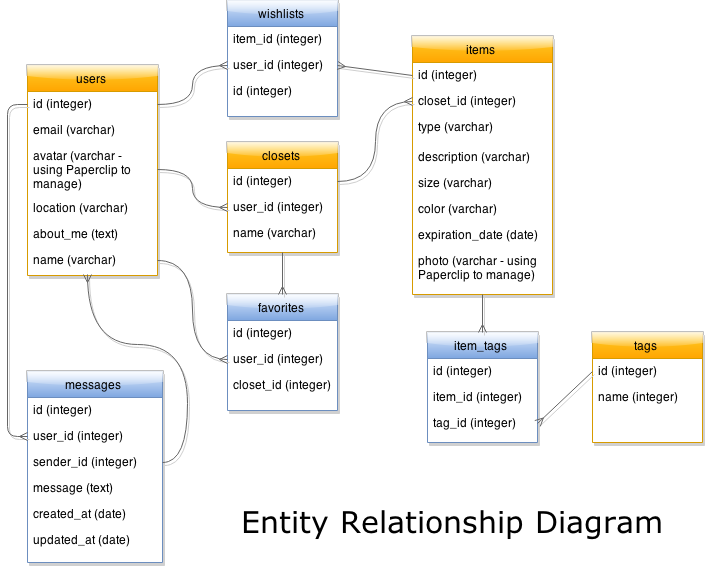 wishlists
item_id (integer)
user_id (integer)
id (integer)
users
id (integer)
email (varchar)
avatar (varchar -
using Paperclip to
manage)
location (varchar)
about_me (text)
name (varchar)
closets
id (integer)
user_id (integer)
name (varchar)
items
id (integer)
closet_id (integer)
type (varchar)
description (varchar)
size (varchar)
color (varchar)
expiration_date (date)
photo (varchar - using
Paperclip to manage)
favorites
id (integer)
user_id (integer)
closet_id (integer)
item_tags
id (integer)
item_id (integer)
tag_id (integer)
tags
id (integer)
name (integer)
messages
id (integer)
user_id (integer)
sender_id (integer)
message (text)
created_at (date)
updated_at (date)
Entity Relationship Diagram